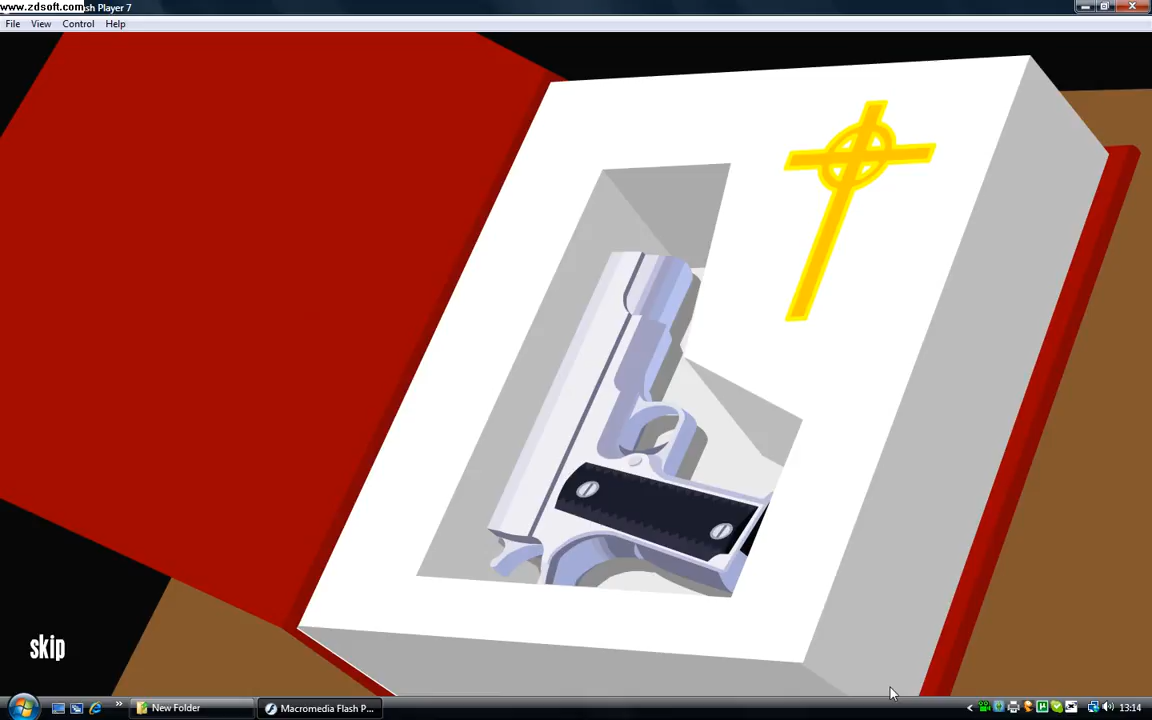 www.zdsoft.com sh Player 7
File View Control Help
skip
New Folder
Macromedia Flash P...
13:14